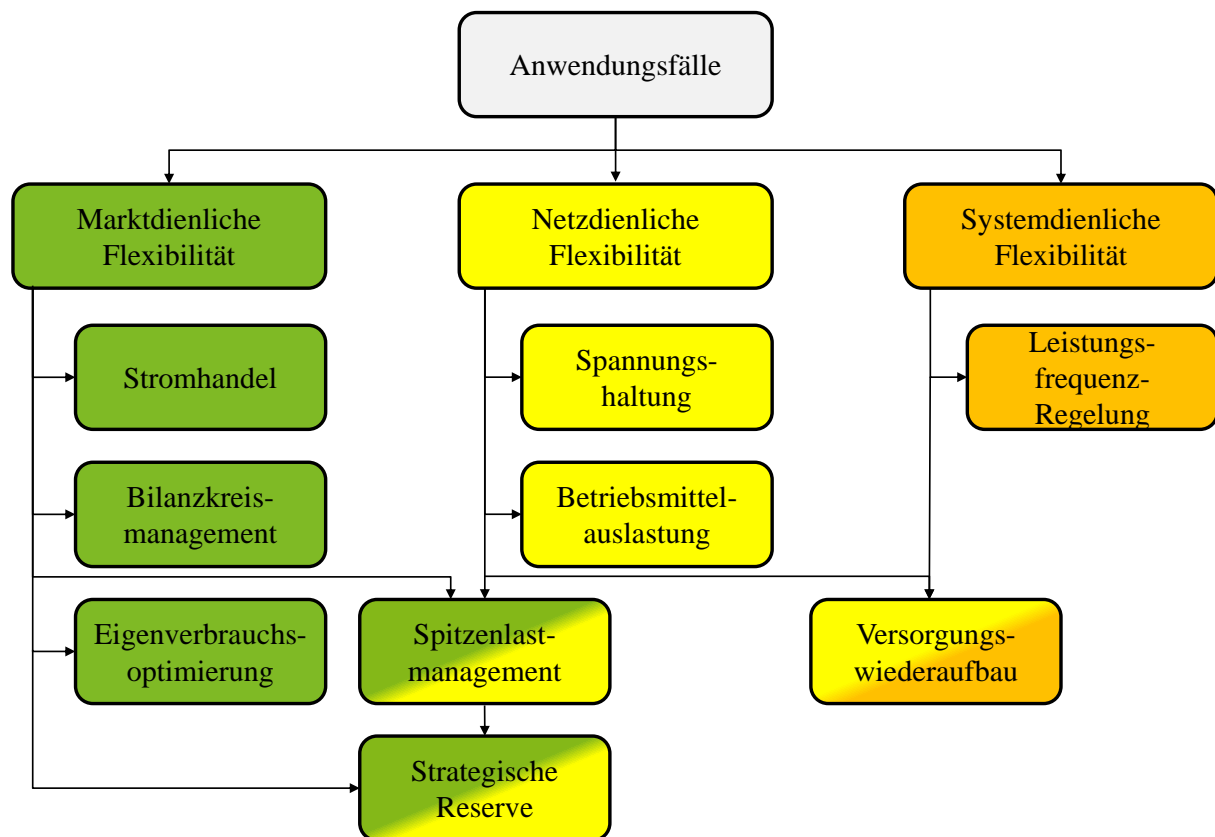 Anwendungsfälle
Marktdienliche
Flexibilität
Netzdienliche
Flexibilität
Systemdienliche
Flexibilität
Stromhandel
Spannungs-
haltung
Leistungs-
frequenz-
Regelung
Bilanzkreis-
management
Betriebsmittel-
auslastung
Eigenverbrauchs-
optimierung
Spitzenlast-
management
Versorgungs-
wiederaufbau
Strategische
Reserve